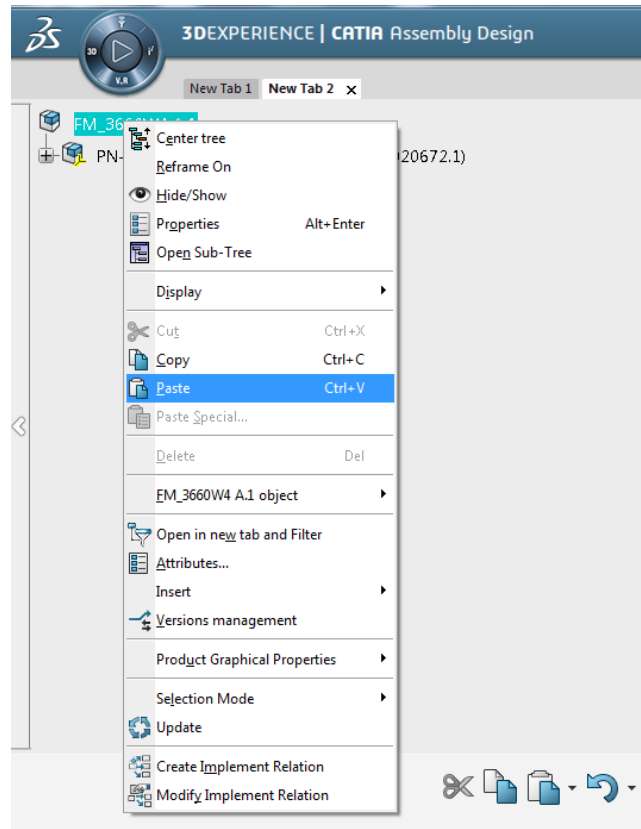 3DEXPERIENCE | CATIA Assembly Design
3D
V.R
New Tab 1 New Tab 2 x
PN- 20672.1)
Center tree
Reframe On
Hide/Show
Properties Alt+Enter
Open Sub-Tree
Display
Cut Ctrl+X
Copy Ctrl+C
Paste Ctrl+V
Paste Special...
Delete Del
FM_3660W4 A.1 object
Open in new tab and Filter
Attributes...
Insert
Versions management
Product Graphical Properties
Selection Mode
Update
Create Implement Relation
Modify Implement Relation